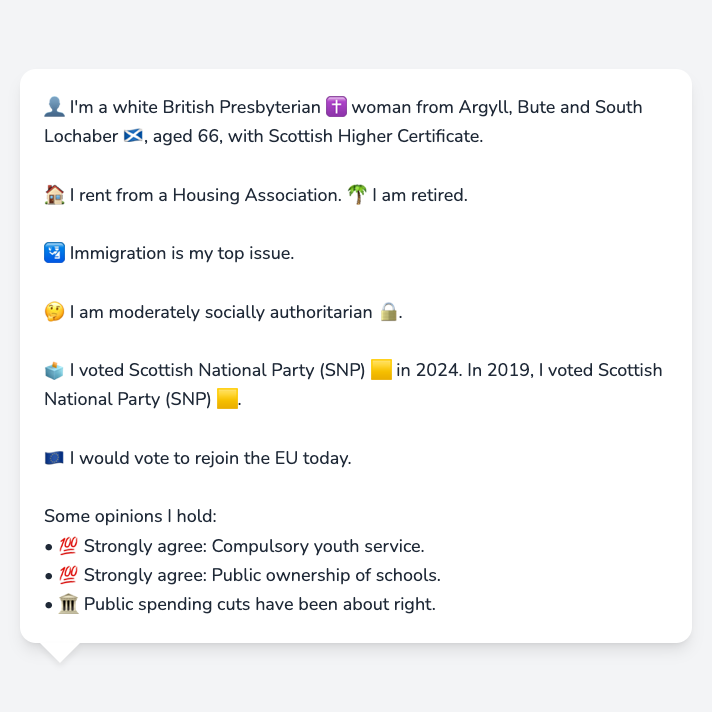 👤 I'm a white British Presbyterian ✝️ woman from Argyll, Bute and South
Lochaber 🏴󠁧󠁢󠁳󠁣󠁴󠁿, aged 66, with Scottish Higher Certificate.
🏠 I rent from a Housing Association. 🌴 I am retired.
🛂 Immigration is my top issue.
🤔 I am moderately socially authoritarian 🔒.
🗳️ I voted Scottish National Party (SNP) 🟨 in 2024. In 2019, I voted Scottish
National Party (SNP) 🟨.
🇪🇺 I would vote to rejoin the EU today.
Some opinions I hold:
• 💯 Strongly agree: Compulsory youth service.
• 💯 Strongly agree: Public ownership of schools.
• 🏛️ Public spending cuts have been about right.